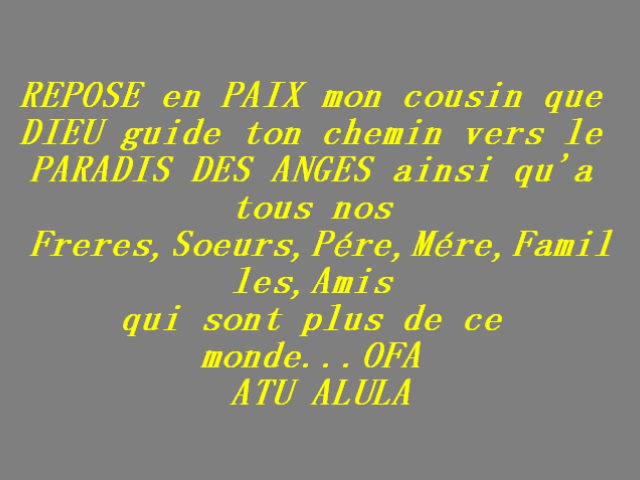 REPOSE en PAIX mon cousin que
DIEU guide ton chemin vers le
PARADIS DES ANGES ainsi qu'a
tous nos
Freres,Soeurs,Pére,Mére,Famil
les,Amis
qui sont plus de ce
monde...OFA
ATU ALULA